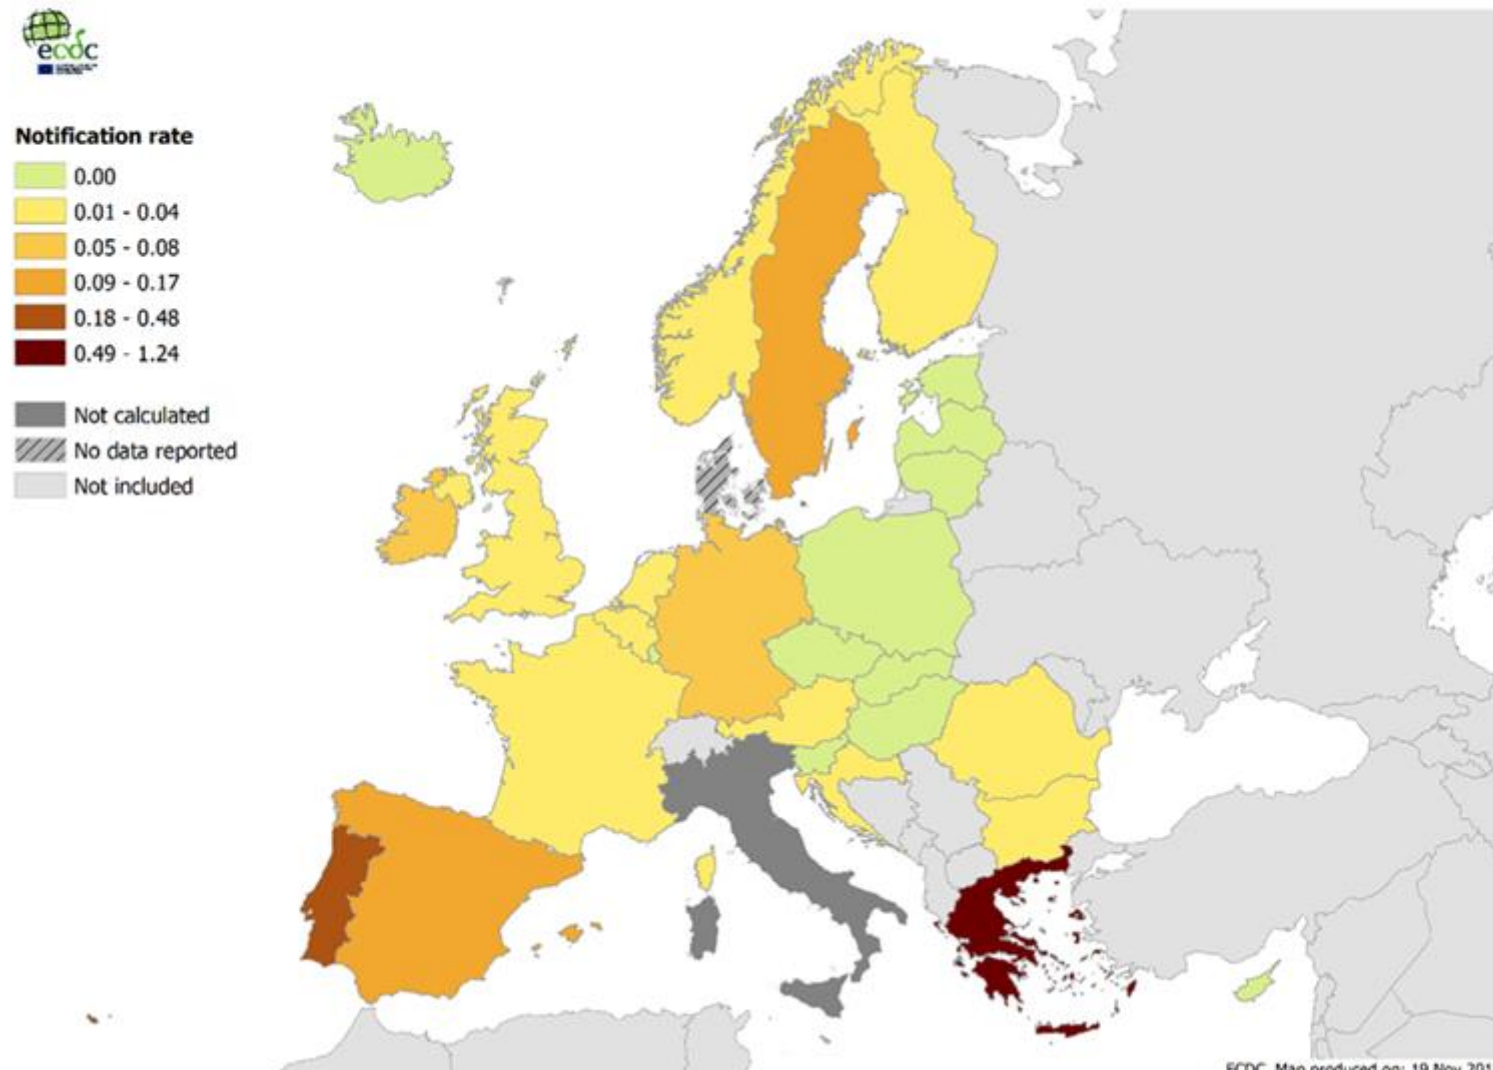 ecdc
Notification rate
0.00
0.01 - 0.04
0.05 - 0.08
0.09 - 0.17
0.18 - 0.48
0.49 - 1.24
Not calculated
No data reported
Not included
ECDC. Map produced on: 19 Nov 201